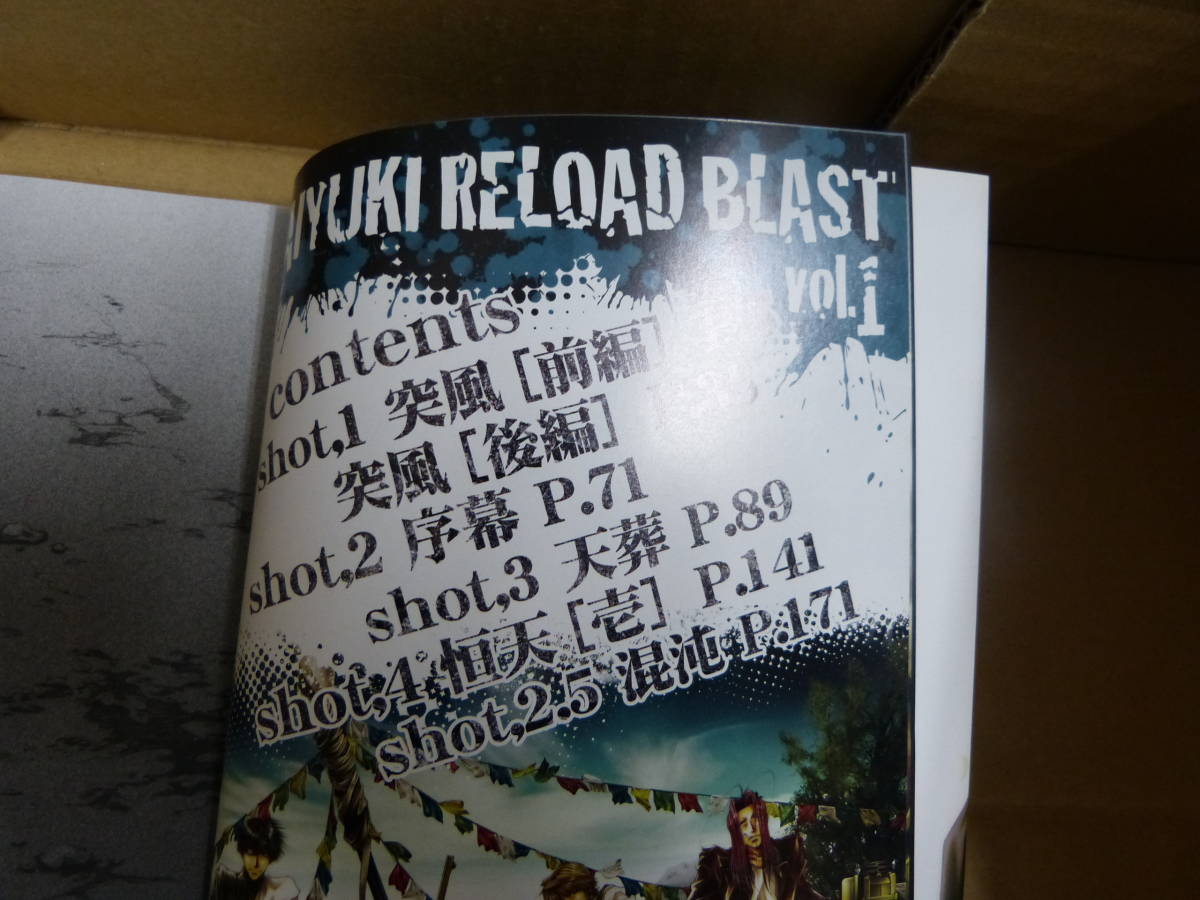 IYUKI RELOAD BLAST
vol.1
contents
shot,1 突風 [前編]
突風 [後編]
shot,2 序幕 P.71
shot,3 天葬 P.89
shot,4 恒天 [壱] P.141
shot,2.5 混沌 P.171